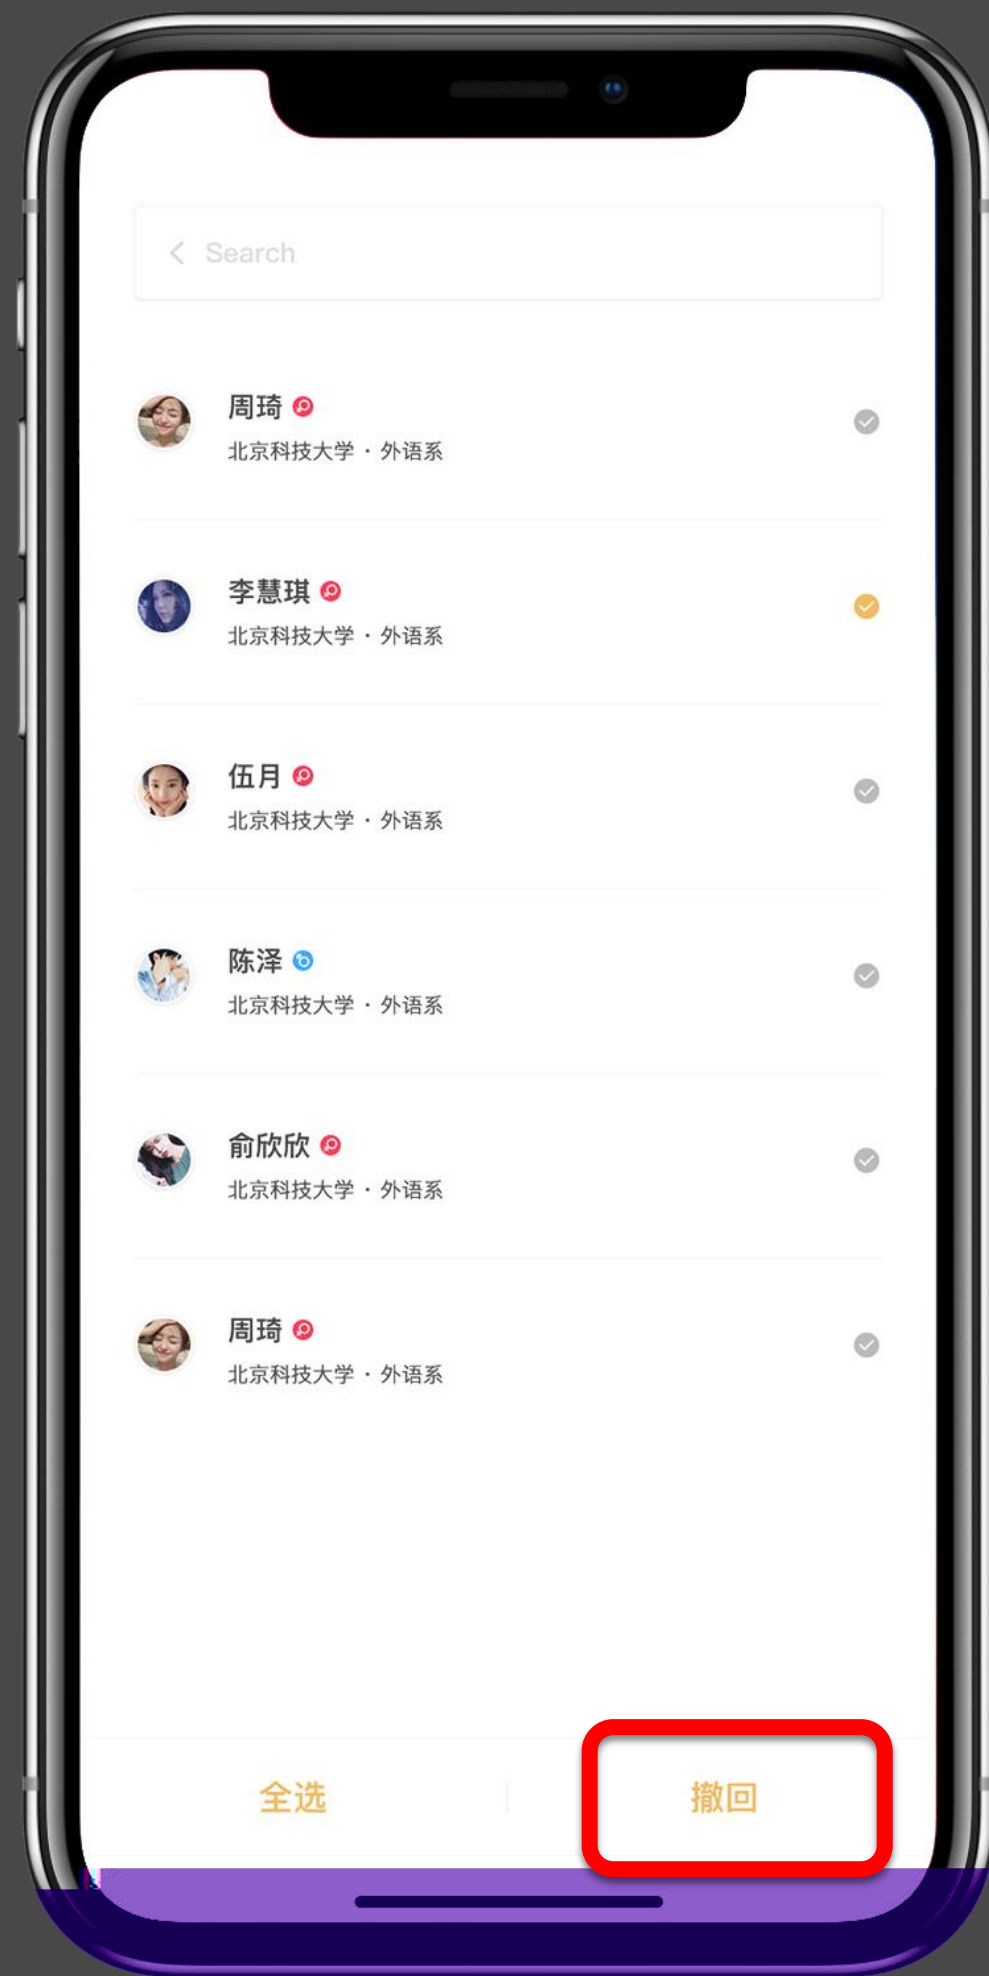 Search
周琦
北京科技大学 · 外语系
李慧琪
北京科技大学 · 外语系
伍月
北京科技大学 · 外语系
陈泽
北京科技大学 · 外语系
俞欣欣
北京科技大学 · 外语系
周琦
北京科技大学 · 外语系
全选
撤回